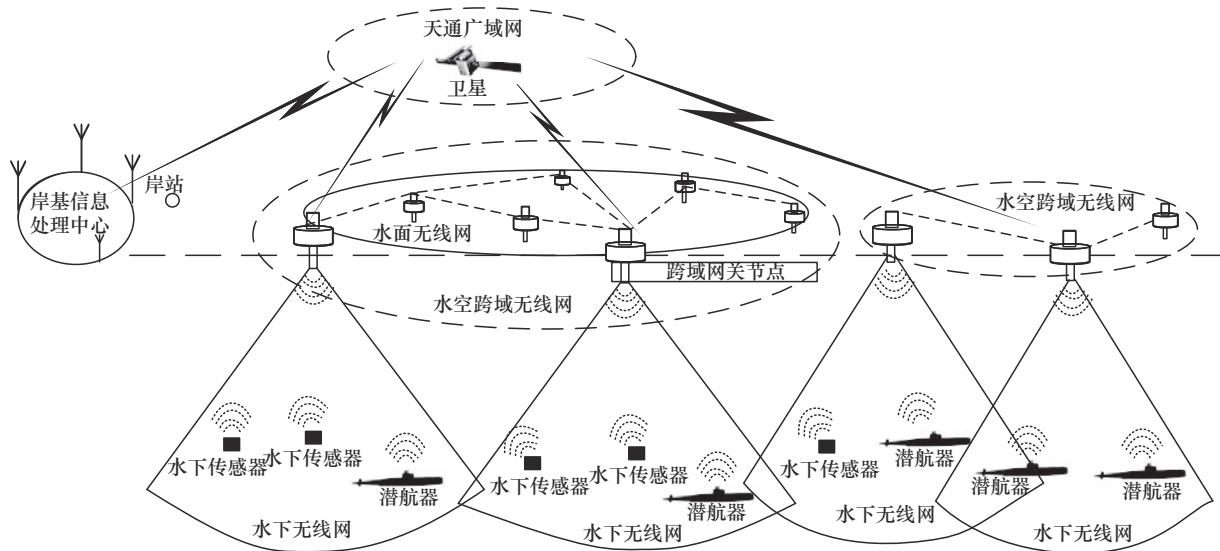 天通广域网
卫星
岸基信息
处理中心
岸站
水面无线网
水空跨域无线网
跨域网关节点
水空跨域无线网
水下传感器
水下传感器
潜航器
水下传感器
水下传感器
潜航器
水下传感器
潜航器
潜航器
潜航器
水下无线网
水下无线网
水下无线网
水下无线网